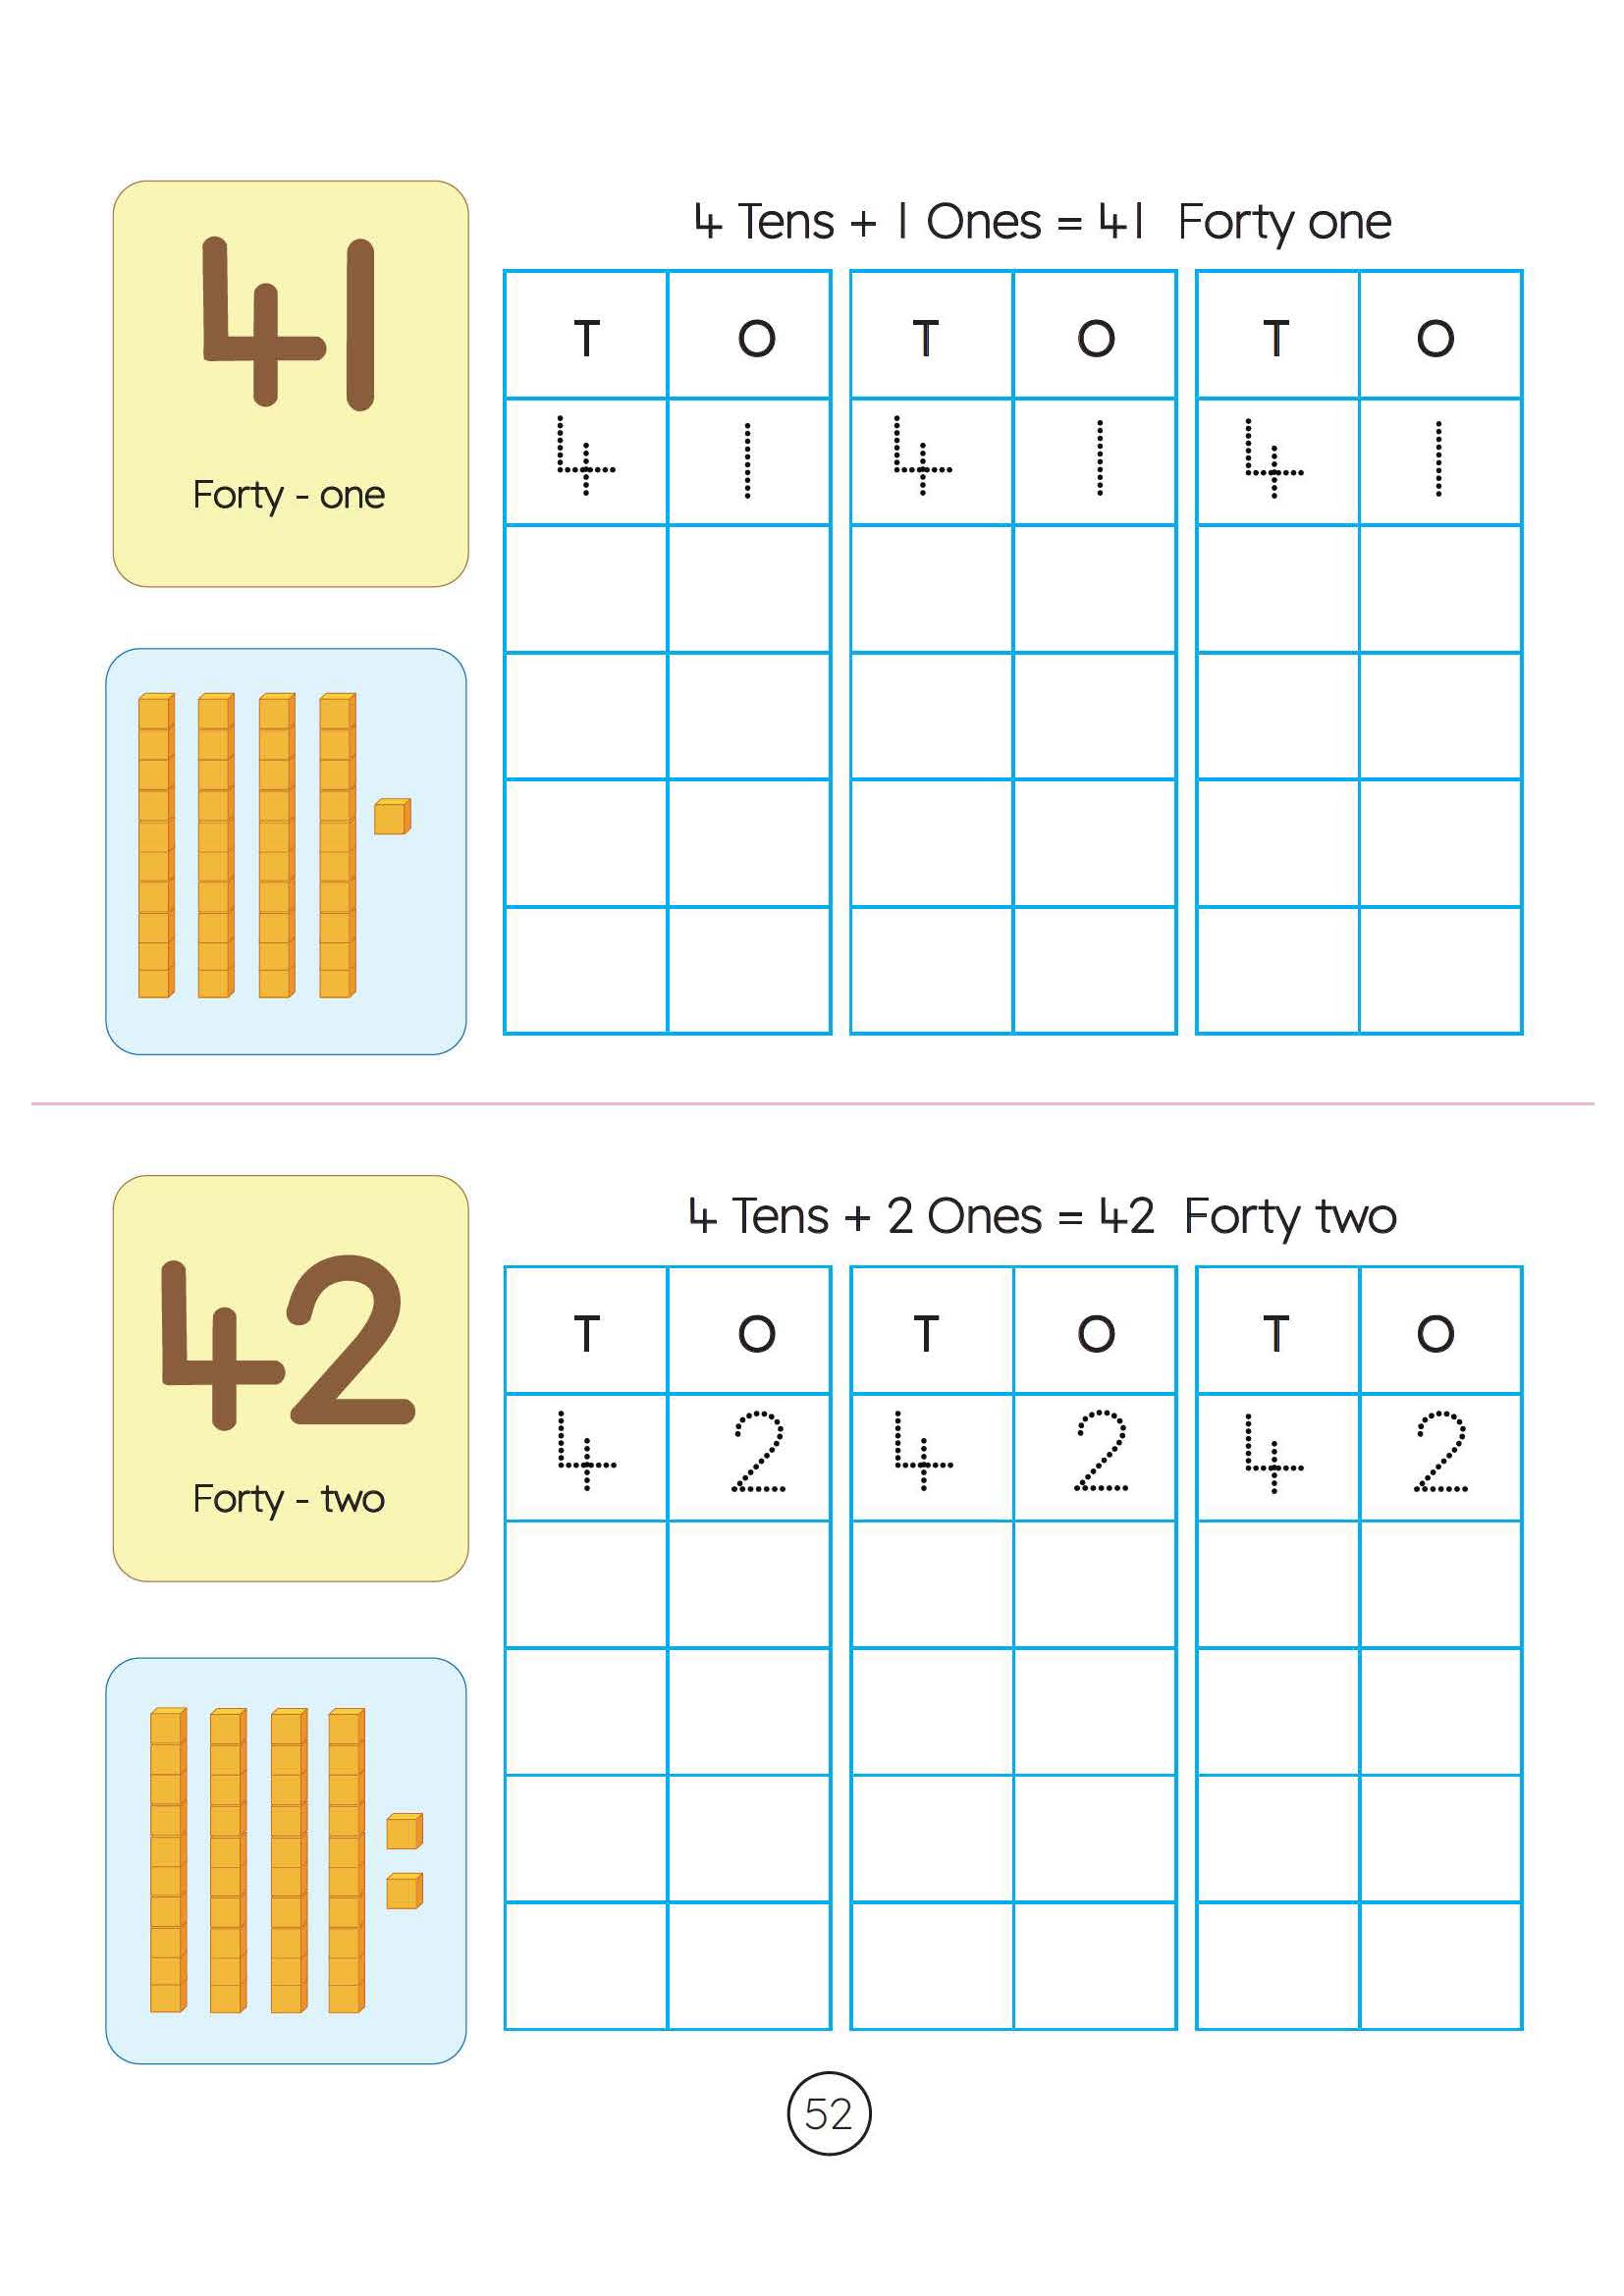 4 Tens + 1 Ones = 41 Forty one
41
Forty - one
T O T O T O
4 1 4 1 4 1
4 Tens + 2 Ones = 42 Forty two
42
Forty - two
T O T O T O
4 2 4 2 4 2
52